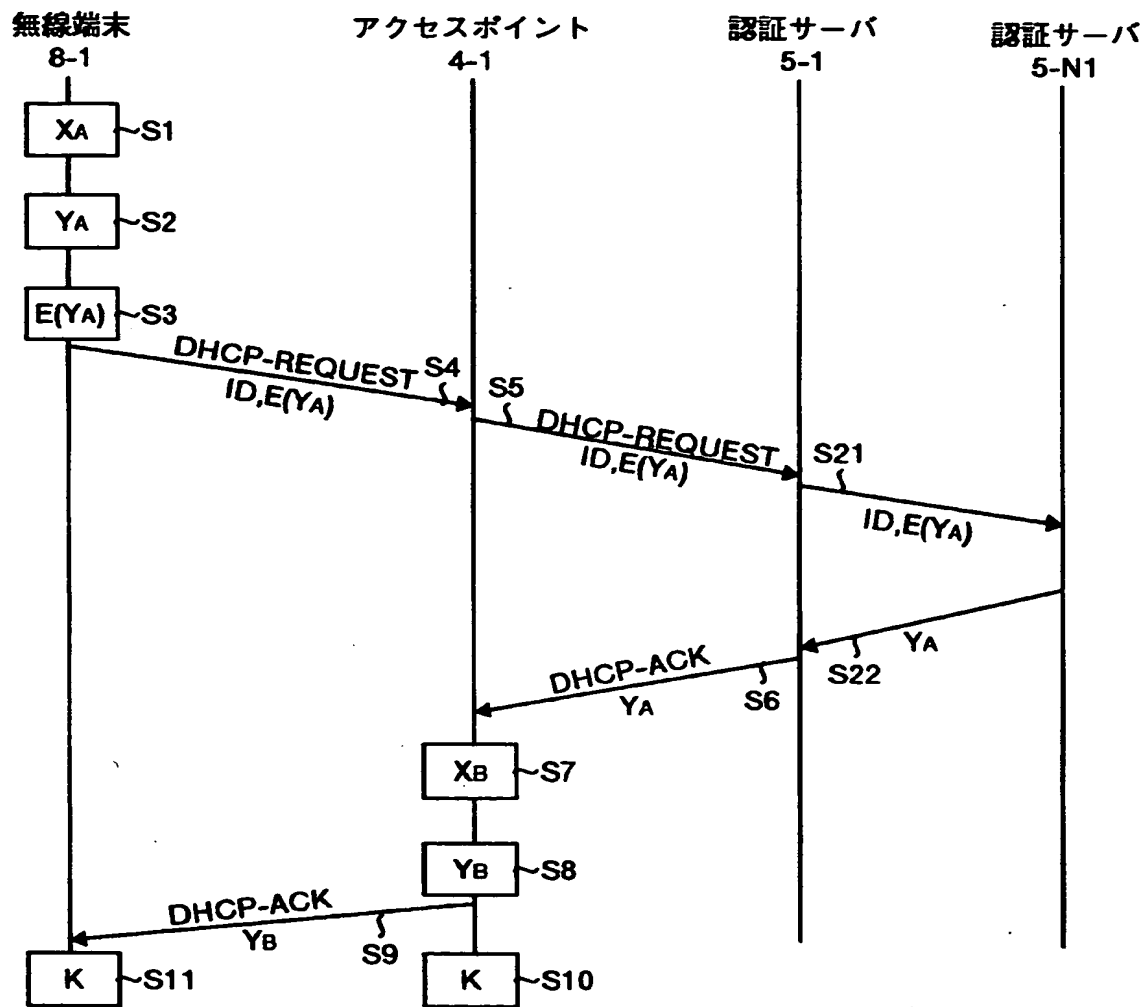 無線端末
8-1
アクセスポイント
4-1
認証サーバ
5-1
認証サーバ
5-N1
XA
S1
YA
S2
E(YA)
S3
DHCP-REQUEST
S4
ID,E(YA)
S5
DHCP-REQUEST
ID,E(YA)
S21
ID,E(YA)
YA
S22
DHCP-ACK
YA
S6
XB
S7
YB
S8
DHCP-ACK
YB
S9
K
S11
K
S10